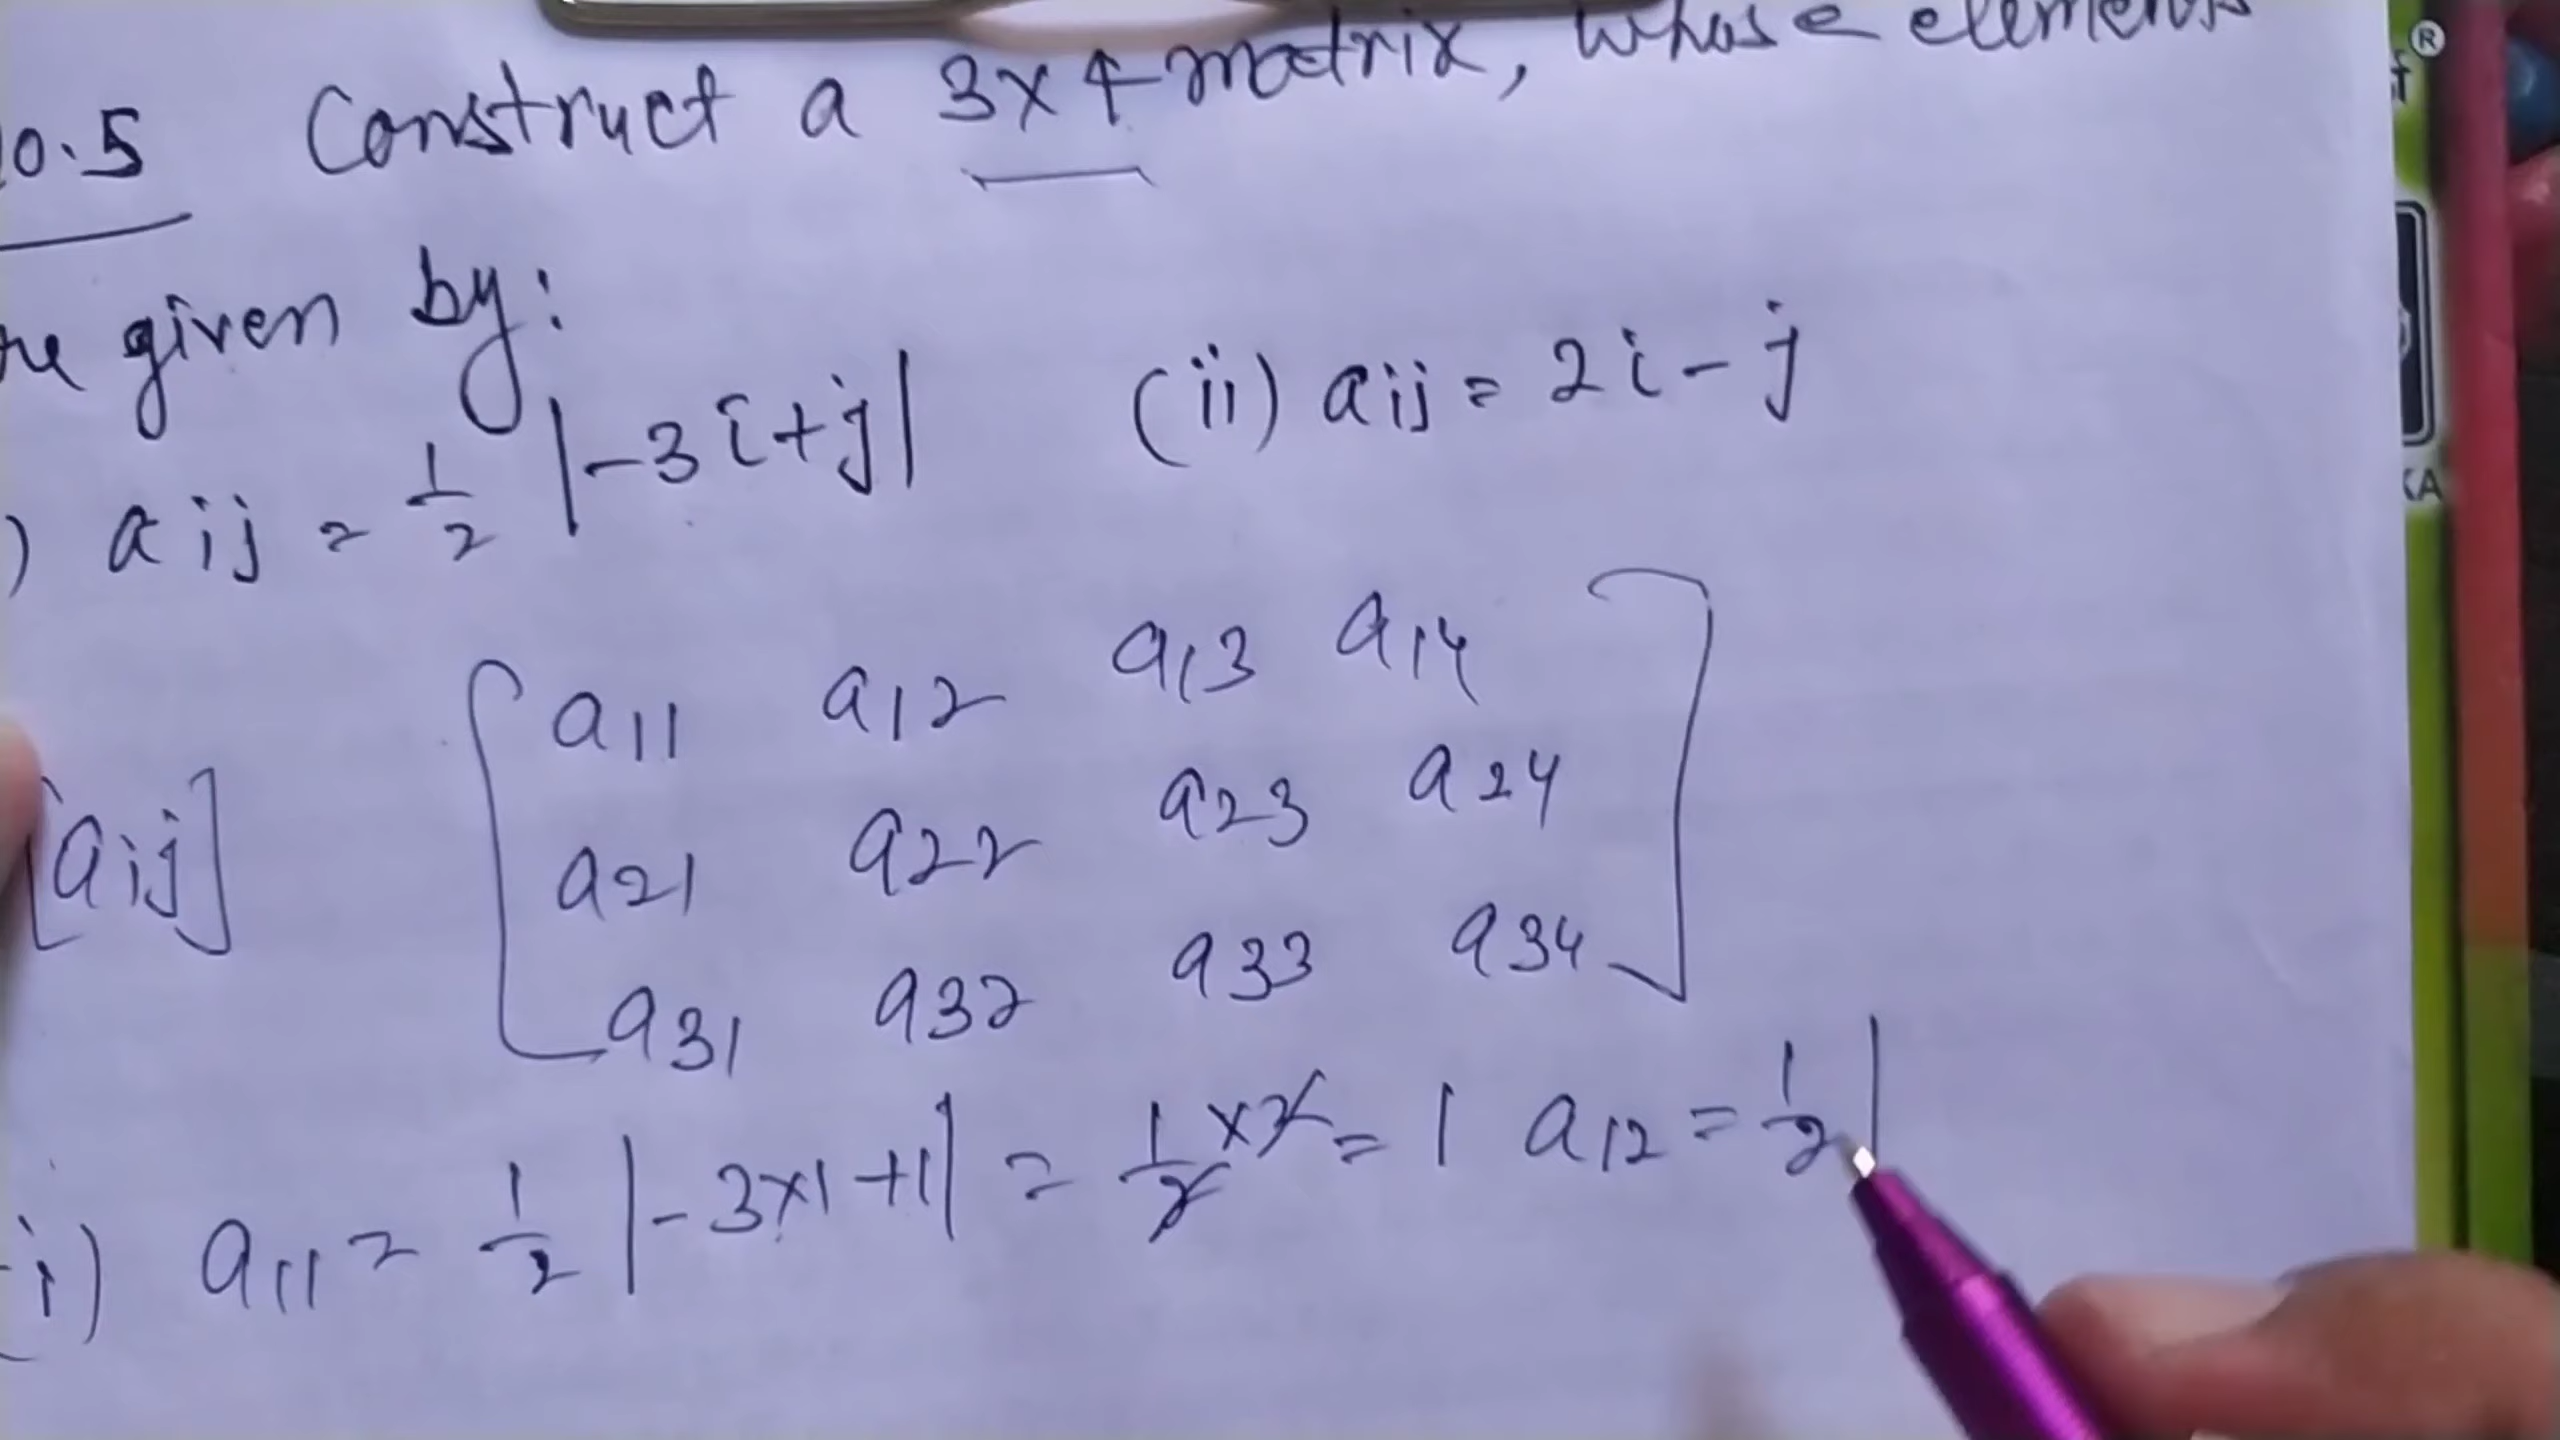 0.5 Construct a 3x4 matrix, whose elements
re given by:
) aij = 1/2 |-3i+j| (ii) aij = 2i-j
[aij] [a11 a12 a13 a14
a21 a22 a23 a24
a31 a32 a33 a34]
i) a11 = 1/2 |-3x1+1| = 1/2 x2 = 1 a12 = 1/2 |
®
KA